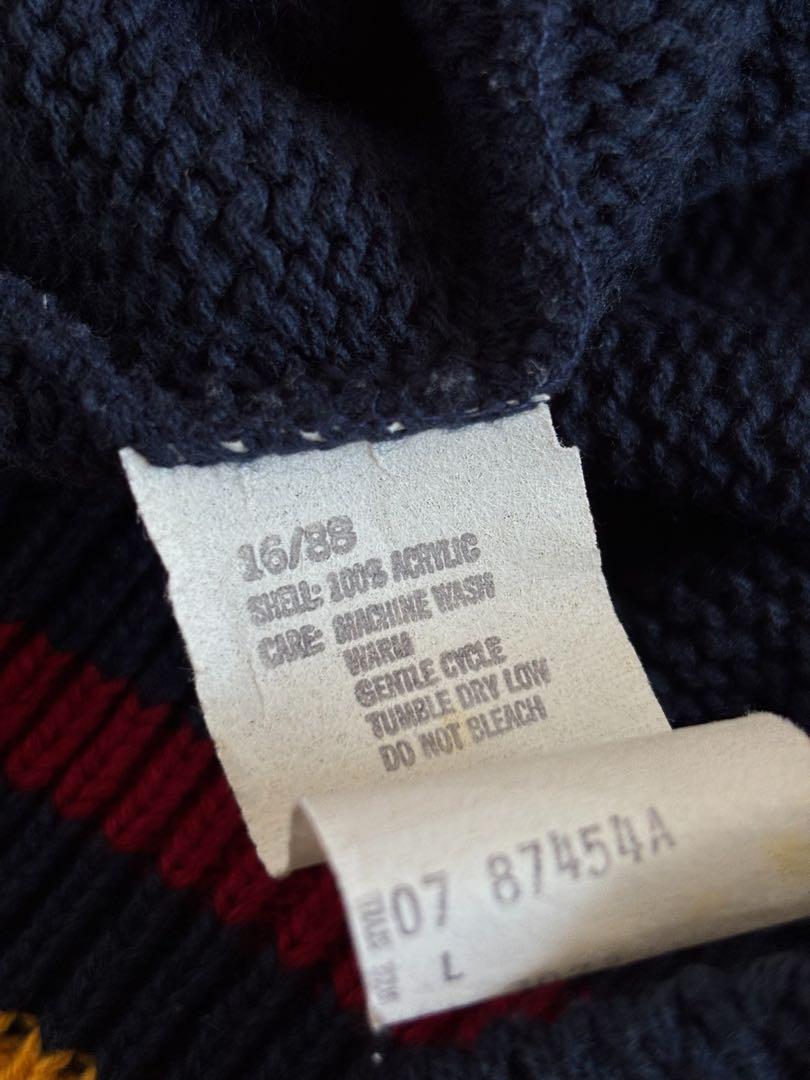 16/88
SHELL: 100% ACRYLIC
CARE: MACHINE WASH
WARM
GENTLE CYCLE
TUMBLE DRY LOW
DO NOT BLEACH
07 87454A
L